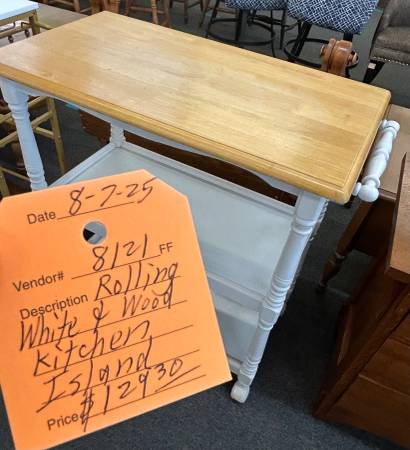 Date 8-7-25
Vendor# 8121 FF
Description Rolling
White & Wood
Kitchen
Island
Price $129.30